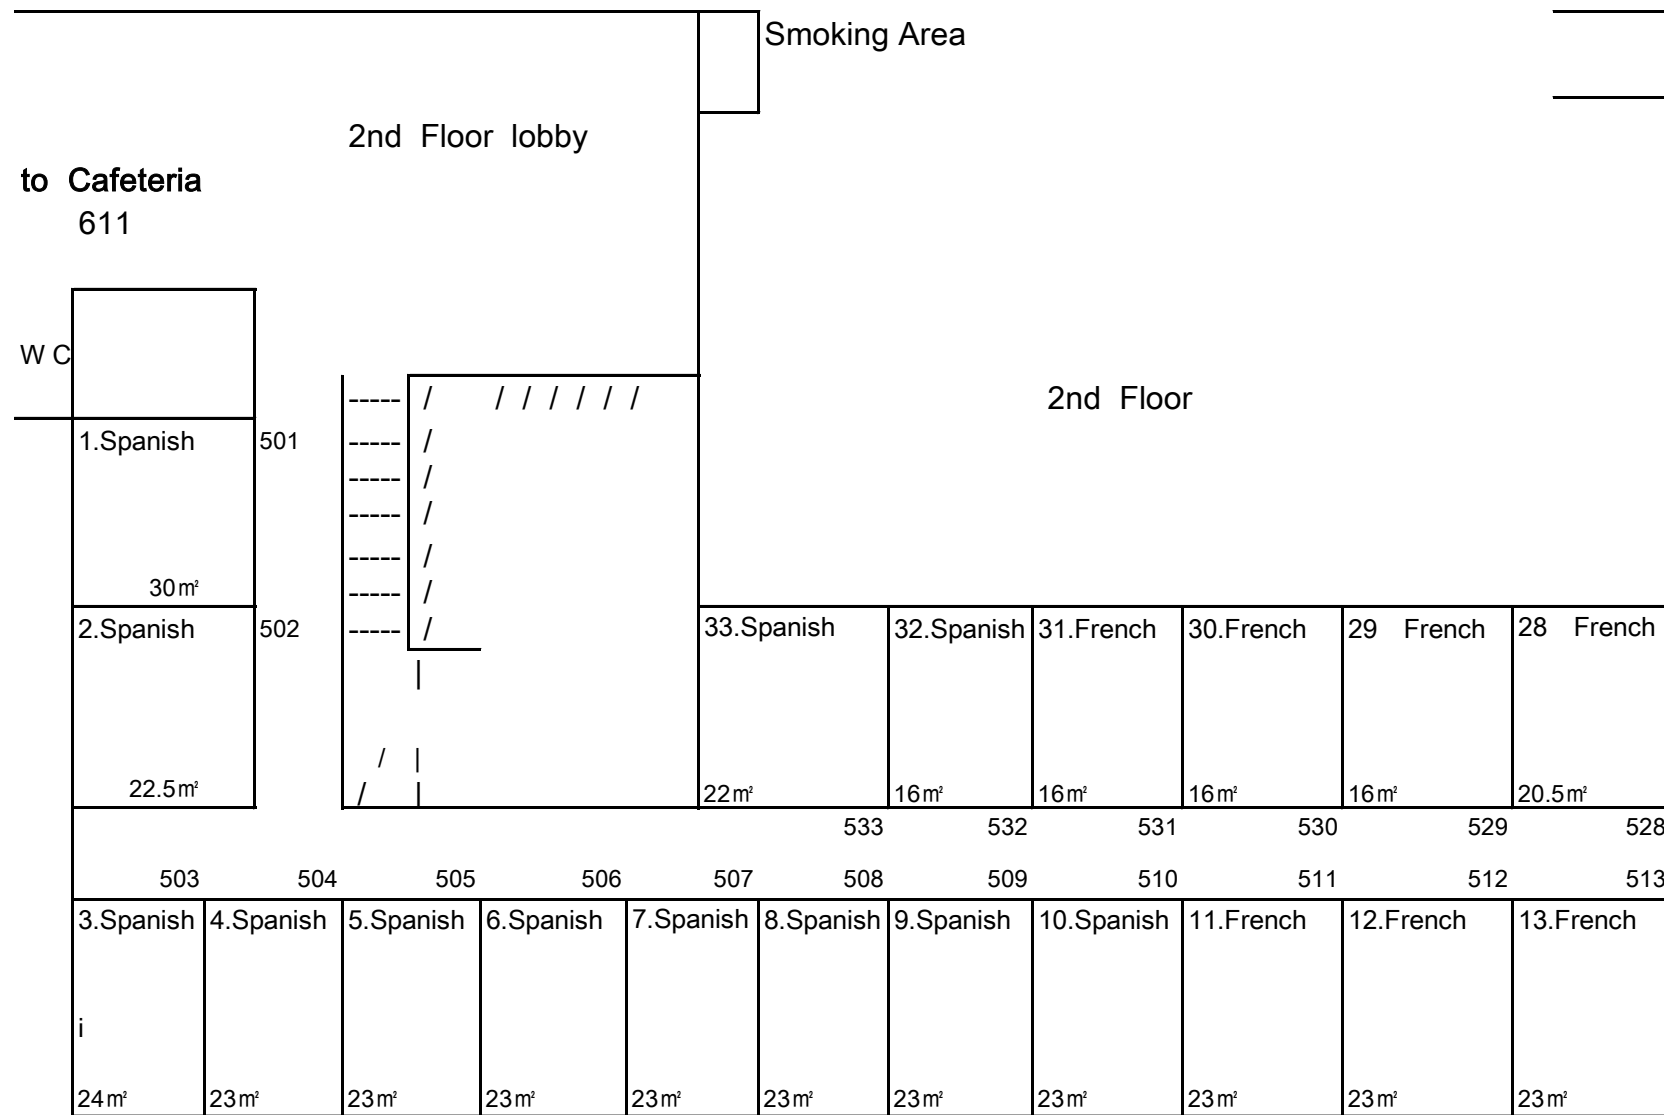 Smoking Area
2nd Floor lobby
to Cafeteria
611
W C
2nd Floor
----- / / / / / / /
1.Spanish 501 ----- /
----- /
----- /
----- /
30㎡ ----- /
2.Spanish 502 ----- / 33.Spanish 32.Spanish 31.French 30.French 29 French 28 French
|
/ |
22.5㎡ / | 22㎡ 16㎡ 16㎡ 16㎡ 16㎡ 20.5㎡
533 532 531 530 529 528
503 504 505 506 507 508 509 510 511 512 513
3.Spanish 4.Spanish 5.Spanish 6.Spanish 7.Spanish 8.Spanish 9.Spanish 10.Spanish 11.French 12.French 13.French
i
24㎡ 23㎡ 23㎡ 23㎡ 23㎡ 23㎡ 23㎡ 23㎡ 23㎡ 23㎡ 23㎡